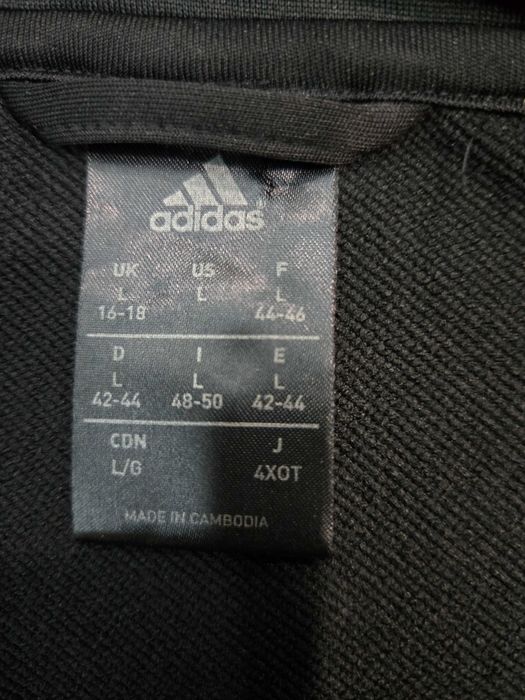 adidas
UK US F
L L L
16-18 44-46
D I E
L L L
42-44 48-50 42-44
CDN J
L/G 4XOT
MADE IN CAMBODIA